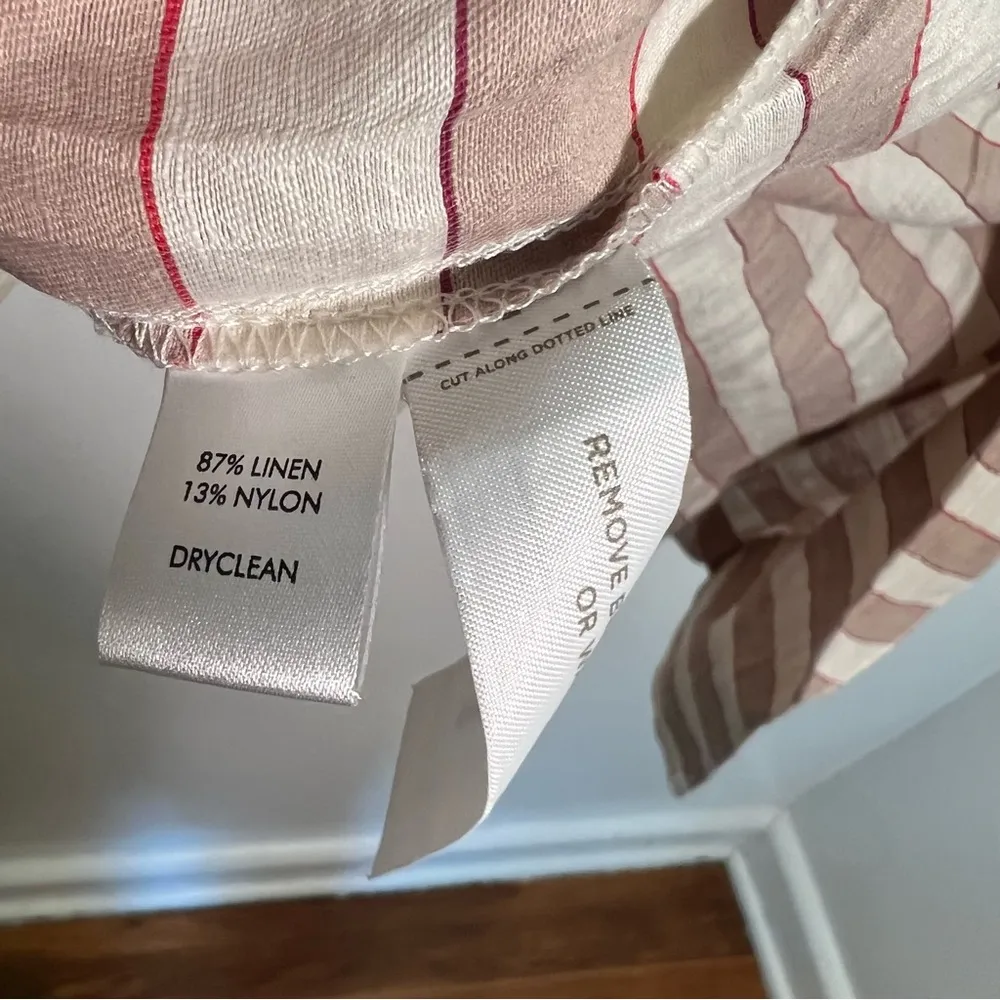 87% LINEN
13% NYLON
DRYCLEAN
CUT ALONG DOTTED LINE
REMOVE
OR